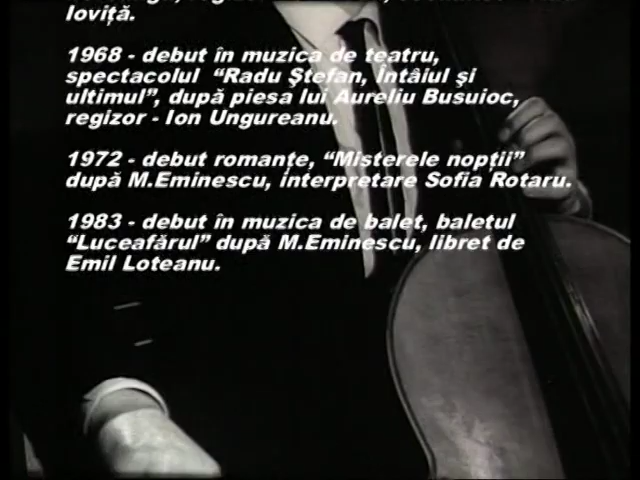 Ioviță.
1968 - debut în muzica de teatru,
spectacolul “Radu Ştefan, Întâiul şi
ultimul”, după piesa lui Aureliu Busuioc,
regizor - Ion Ungureanu.
1972 - debut romanţe, “Misterele nopţii”
după M.Eminescu, interpretare Sofia Rotaru.
1983 - debut în muzica de balet, baletul
“Luceafărul” după M.Eminescu, libret de
Emil Loteanu.